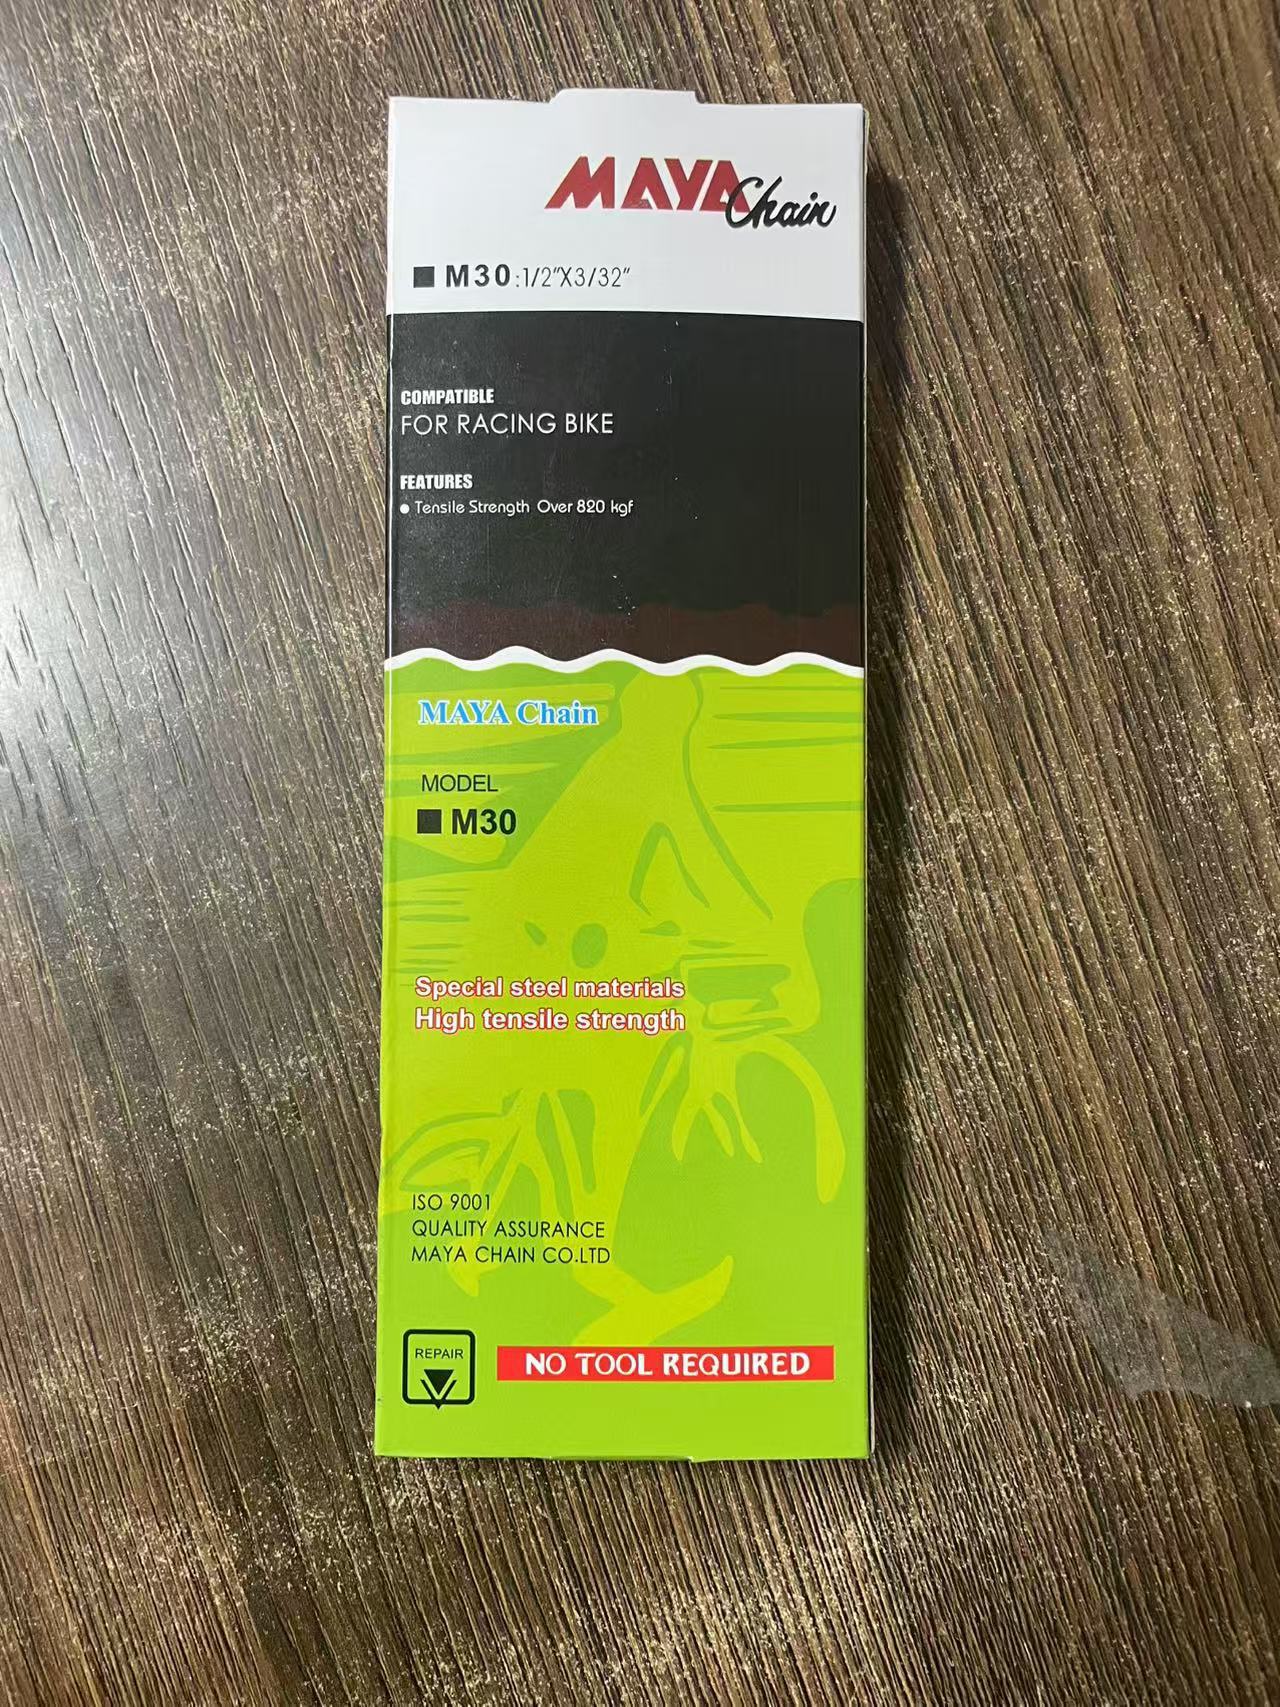 MAYA Chain
M30:1/2"X3/32"
COMPATIBLE
FOR RACING BIKE
FEATURES
• Tensile Strength Over 820 kgf
MAYA Chain
MODEL
M30
Special steel materials
High tensile strength
ISO 9001
QUALITY ASSURANCE
MAYA CHAIN CO.LTD
REPAIR
NO TOOL REQUIRED